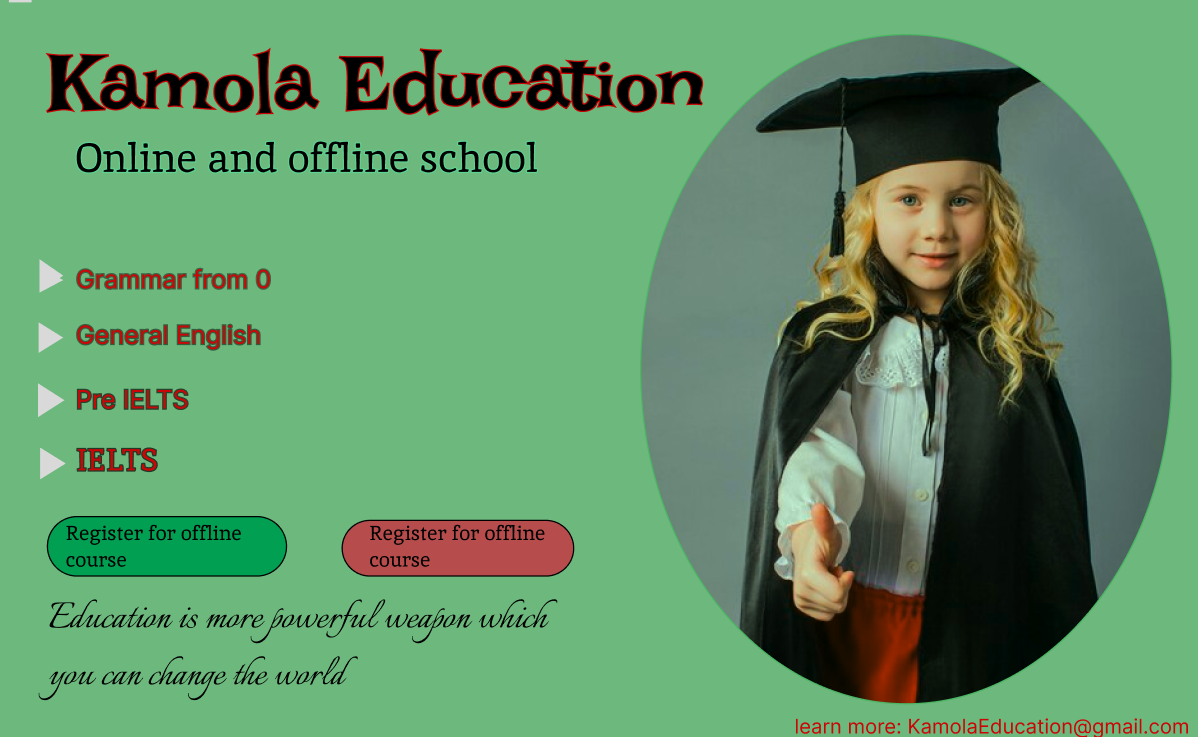 Kamola Education
Online and offline school
Grammar from 0
General English
Pre IELTS
IELTS
Register for offline
course
Register for offline
course
Education is more powerful weapon which
you can change the world
learn more: KamolaEducation@gmail.com